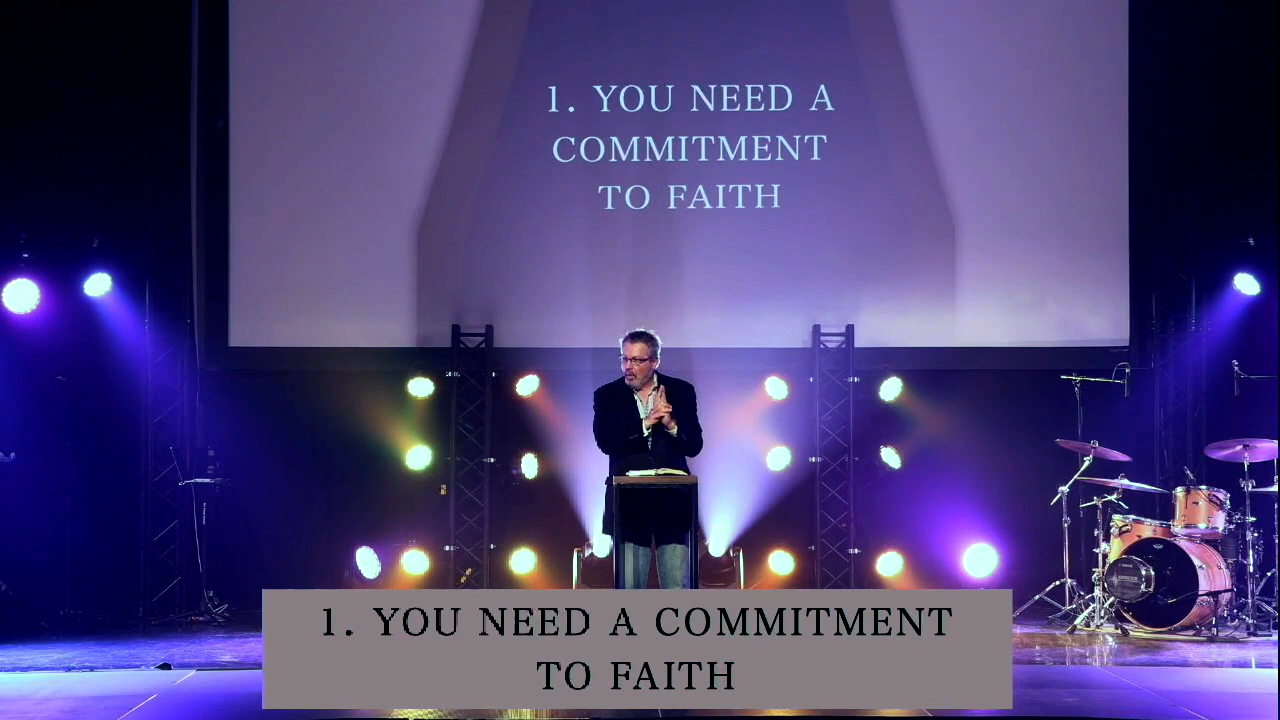 1. YOU NEED A
COMMITMENT
TO FAITH
1. YOU NEED A COMMITMENT
TO FAITH